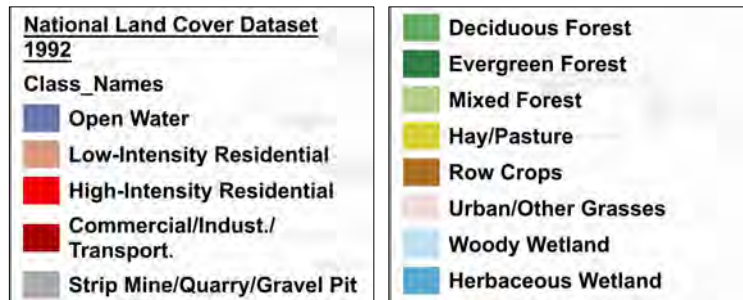 National Land Cover Dataset
1992
Class_Names
Open Water
Low-Intensity Residential
High-Intensity Residential
Commercial/Indust./
Transport.
Strip Mine/Quarry/Gravel Pit
Deciduous Forest
Evergreen Forest
Mixed Forest
Hay/Pasture
Row Crops
Urban/Other Grasses
Woody Wetland
Herbaceous Wetland